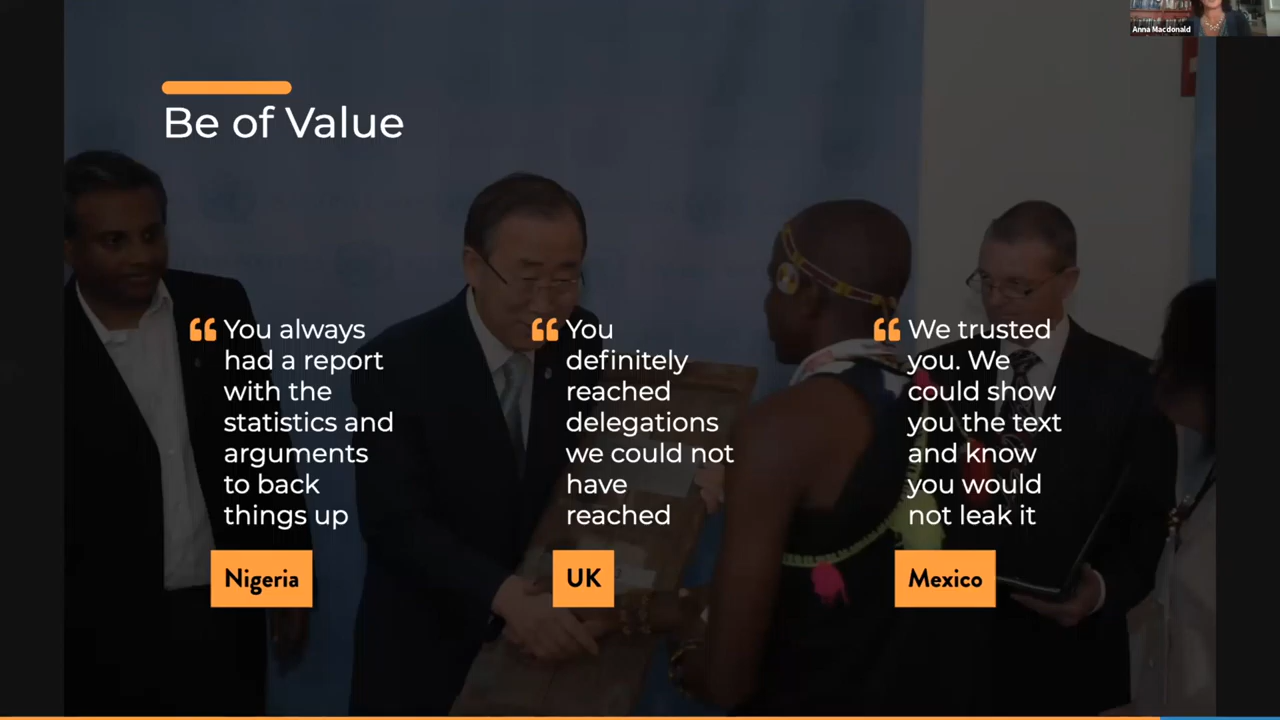 Anna Macdonald
Be of Value
“ You always
had a report
with the
statistics and
arguments
to back
things up
Nigeria
“ You
definitely
reached
delegations
we could not
have
reached
UK
“ We trusted
you. We
could show
you the text
and know
you would
not leak it
Mexico